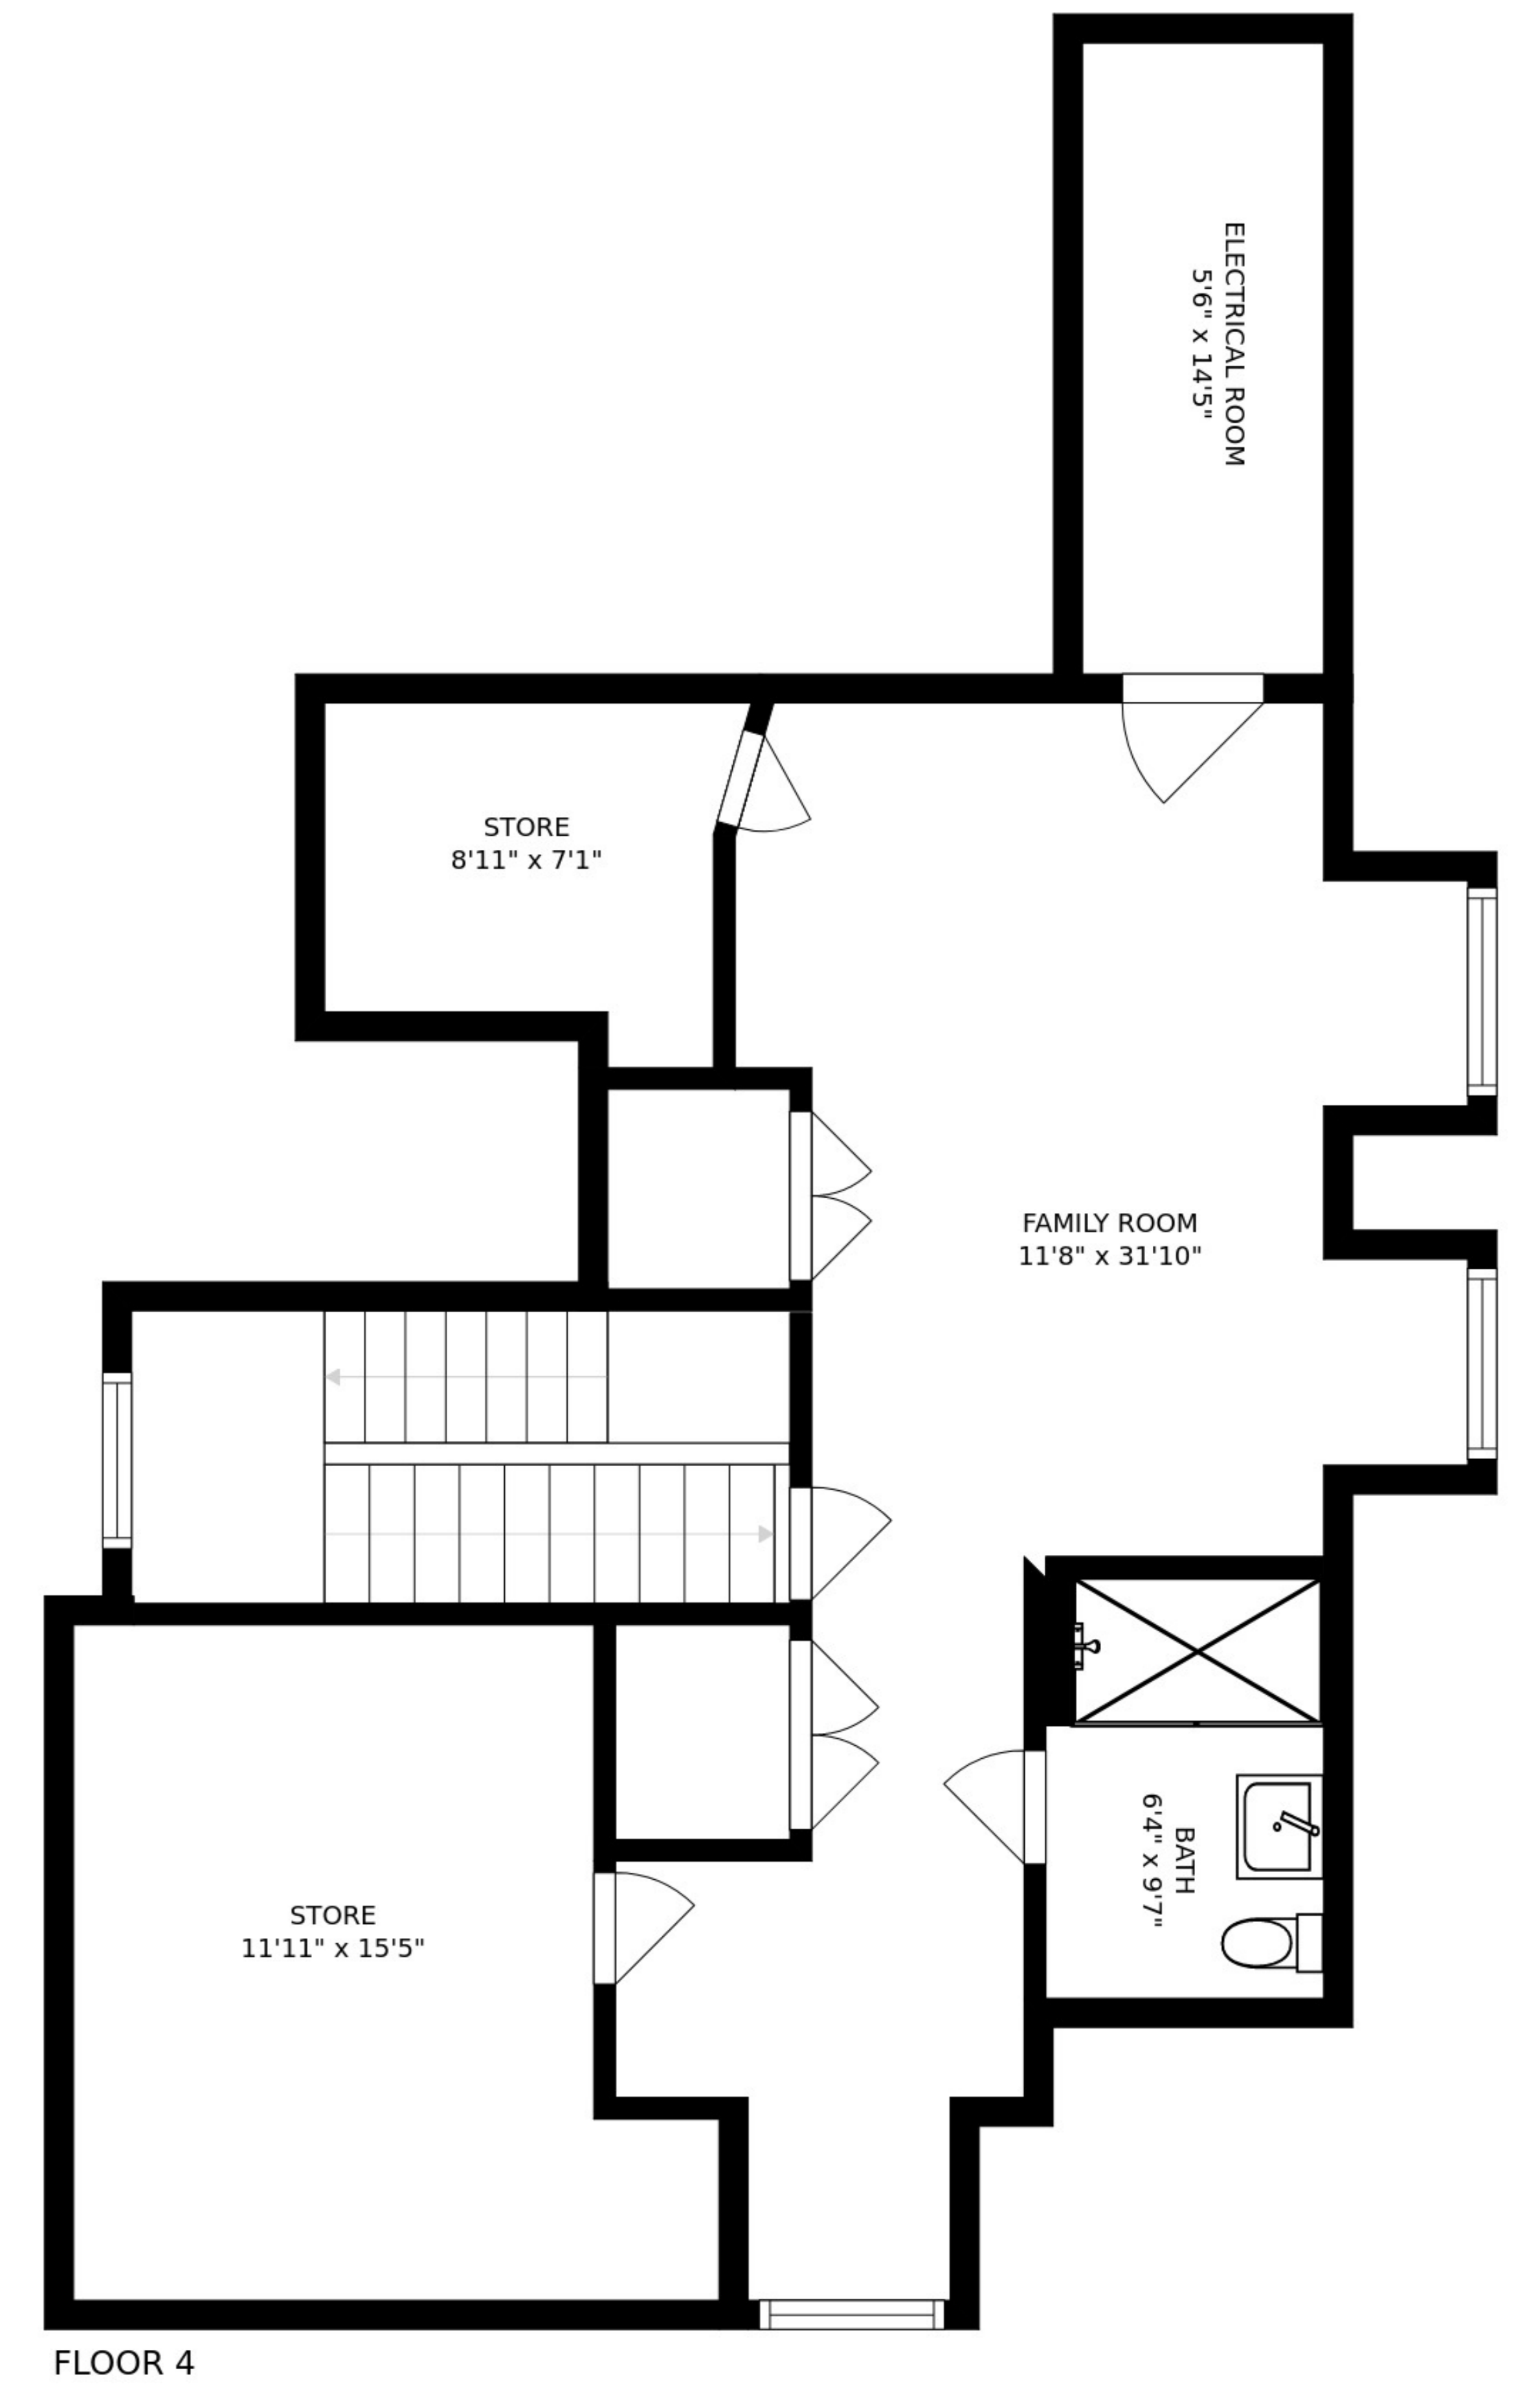 ELECTRICAL ROOM
5'6" x 14'5"
STORE
8'11" x 7'1"
FAMILY ROOM
11'8" x 31'10"
BATH
6'4" x 9'7"
STORE
11'11" x 15'5"
FLOOR 4